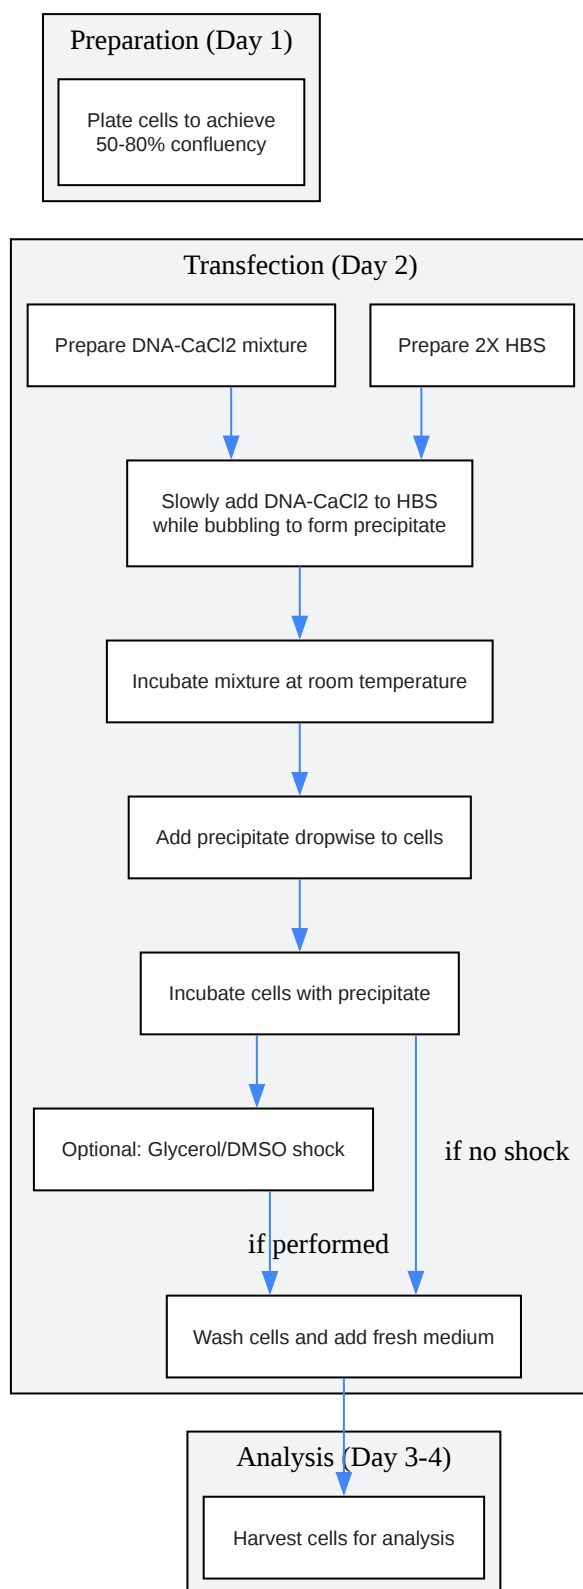 Preparation (Day 1)
Plate cells to achieve
50-80% confluency
Transfection (Day 2)
Prepare DNA-CaCl2 mixture
Prepare 2X HBS
Slowly add DNA-CaCl2 to HBS
while bubbling to form precipitate
Incubate mixture at room temperature
Add precipitate dropwise to cells
Incubate cells with precipitate
Optional: Glycerol/DMSO shock
if no shock
if performed
Wash cells and add fresh medium
Analysis (Day 3-4)
Harvest cells for analysis